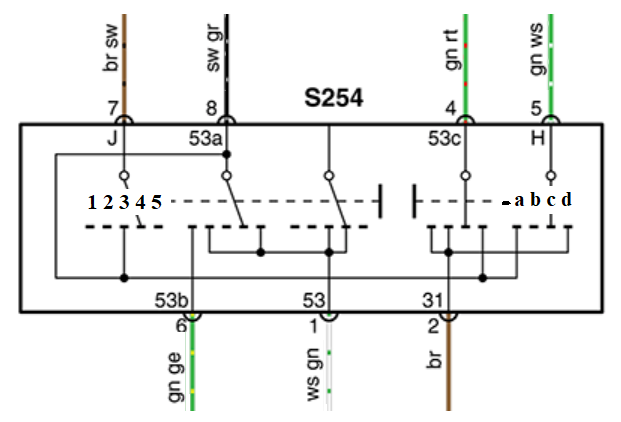 br sw
sw gr
gn rt
gn ws
S254
7
8
4
5
J
53a
53c
H
1 2 3 4 5
- a b c d
53b
53
31
6
1
2
gn ge
ws gn
br